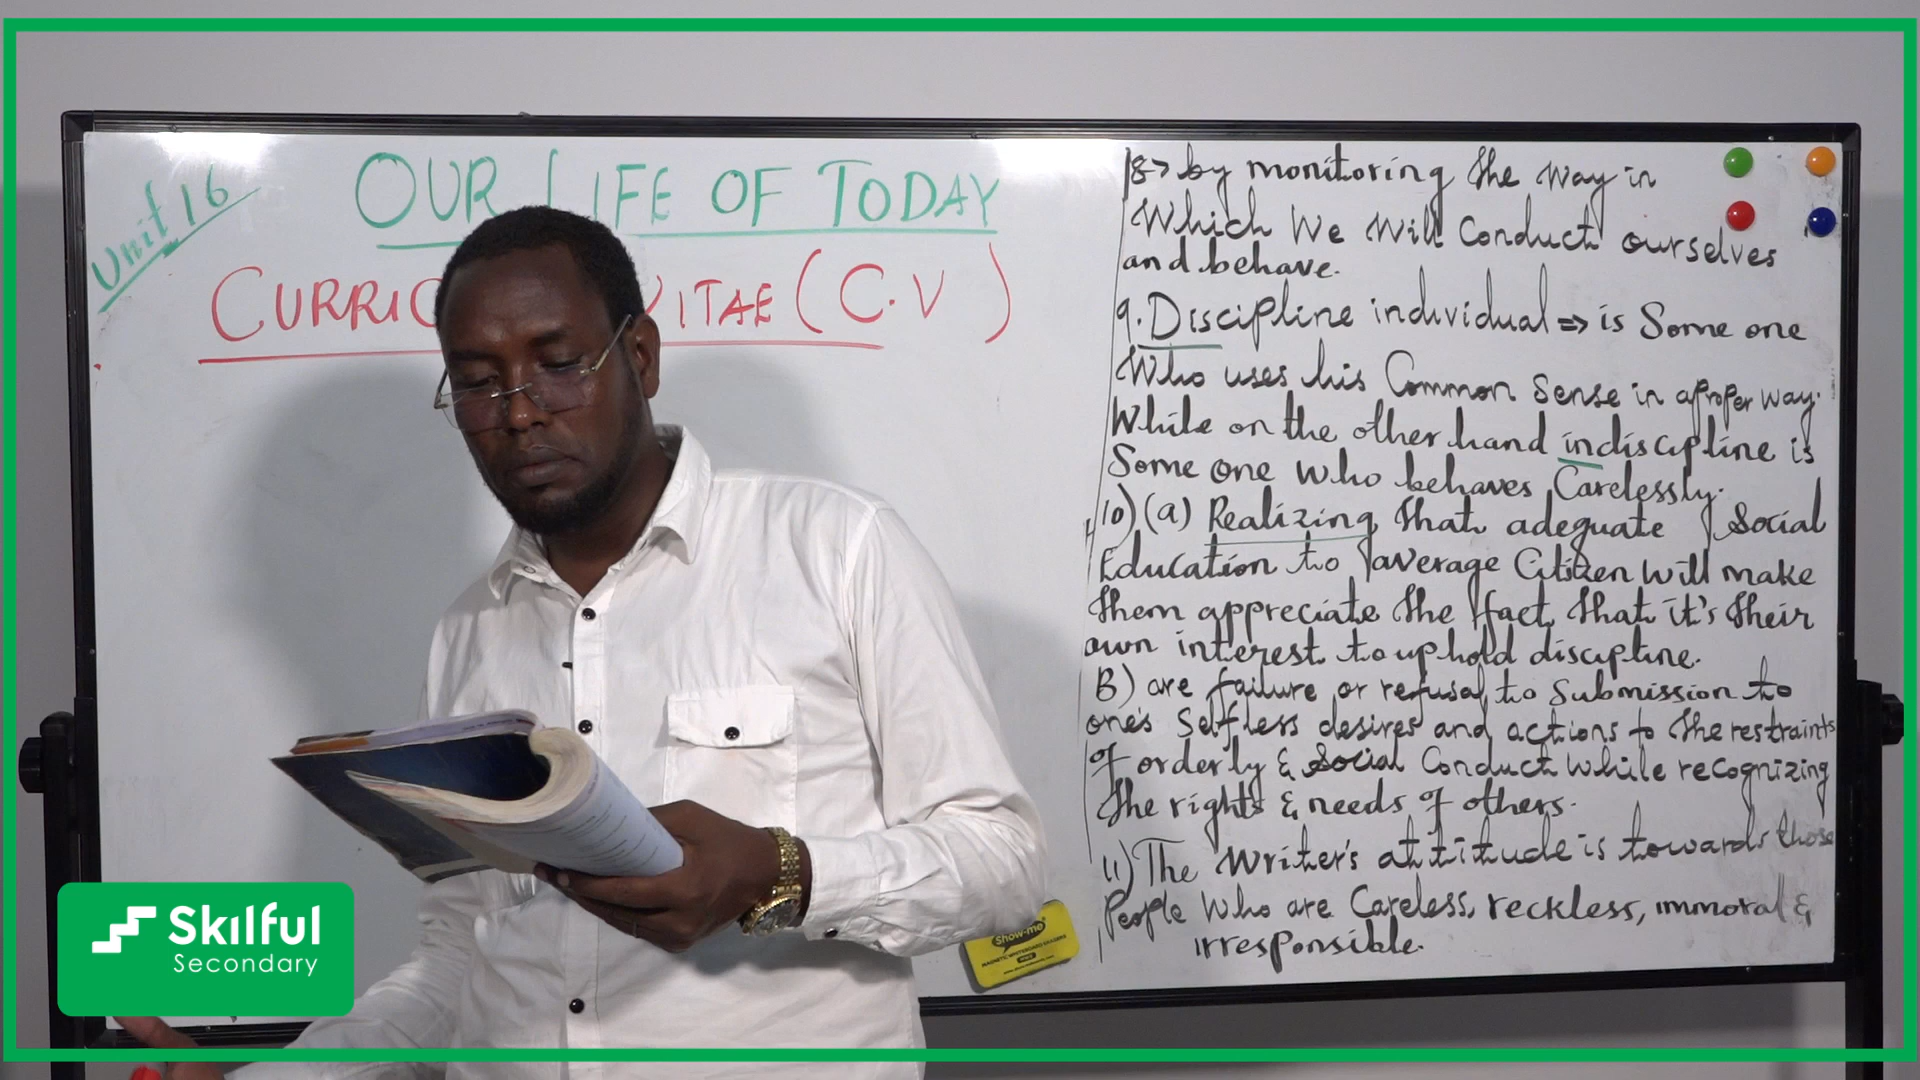 Unit 16
OUR LIFE OF TODAY
CURRIC VITAE (C.V)
8> by monitoring the way in
Which We Will Conduct ourselves
and behave.
9. Discipline individual => is Some one
Who uses his Common Sense in a proper way.
While on the other hand indiscipline is
Some one who behaves Carelessly.
10) (a) Realizing that adequate Social
Education to average Citizen will make
them appreciate the fact that it's their
own interest to uphold discipline.
B) are failure or refusal to Submission to
one's Selfless desires and actions to the restraints
of orderly & Social Conduct while recognizing
the rights & needs of others.
11) The Writer's attitude is towards those
People Who are Careless, reckless, immoral &
irresponsible.
Show-me
Skilful
Secondary